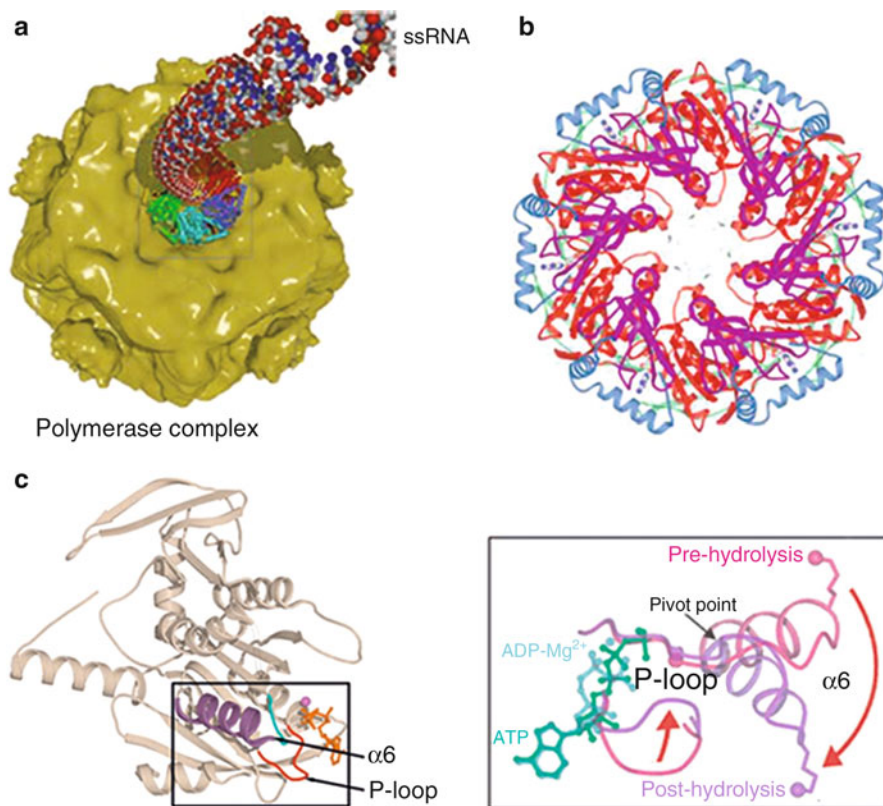 a
ssRNA
Polymerase complex
b
c
α6
P-loop
Pre-hydrolysis
Pivot point
ADP-Mg²⁺
P-loop
α6
ATP
Post-hydrolysis